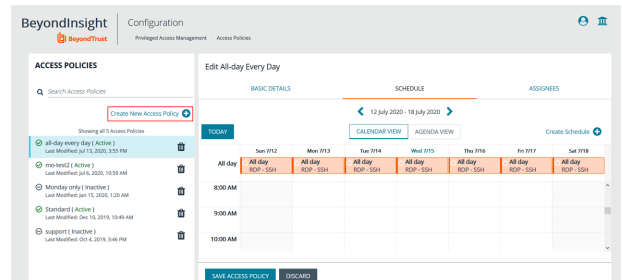 BeyondInsight
BeyondTrust
Configuration
Privileged Access Management Access Policies
ACCESS POLICIES
Search Access Policies
Create New Access Policy
Showing all 5 Access Policies
all-day every day ( Active )
Last Modified: Jul 13, 2020, 3:55 PM
mo-test2 ( Active )
Last Modified: Jul 6, 2020, 10:59 AM
Monday only ( Inactive )
Last Modified: Jan 15, 2020, 1:20 AM
Standard ( Active )
Last Modified: Dec 10, 2019, 10:49 AM
support ( Inactive )
Last Modified: Oct 4, 2019, 3:46 PM
Edit All-day Every Day
BASIC DETAILS SCHEDULE ASSIGNEES
12 July 2020 - 18 July 2020
TODAY CALENDAR VIEW AGENDA VIEW Create Schedule
Sun 7/12 Mon 7/13 Tue 7/14 Wed 7/15 Thu 7/16 Fri 7/17 Sat 7/18
All day All day All day All day All day All day All day All day
RDP - SSH RDP - SSH RDP - SSH RDP - SSH RDP - SSH RDP - SSH RDP - SSH
8:00 AM
9:00 AM
10:00 AM
SAVE ACCESS POLICY DISCARD